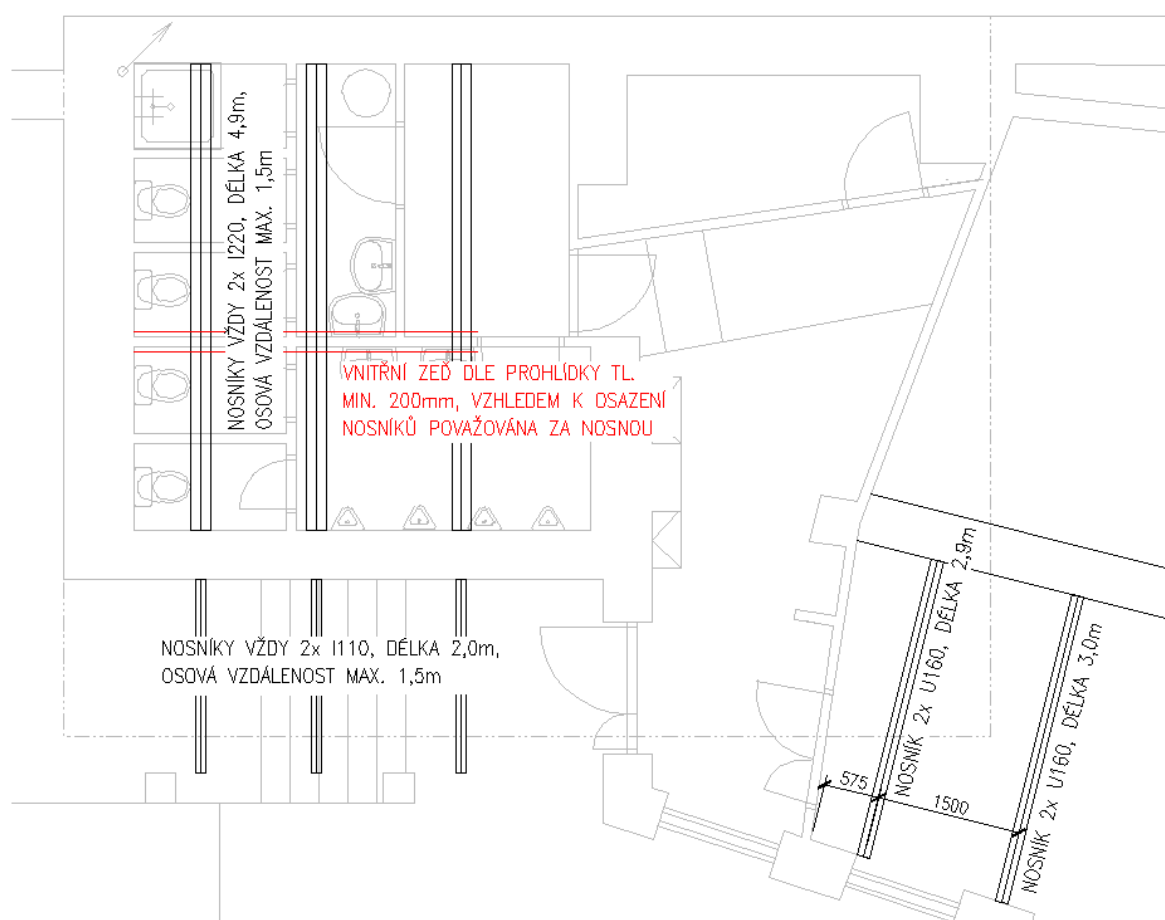 NOSNÍKY VŽDY 2x I220, DÉLKA 4,9m,
OSOVÁ VZDÁLENOST MAX. 1,5m
VNITŘNÍ ZEĎ DLE PROHLÍDKY TL.
MIN. 200mm, VZHLEDEM K OSAZENÍ
NOSNÍKŮ POVAŽOVÁNA ZA NOSNOU
NOSNÍKY VŽDY 2x I110, DÉLKA 2,0m,
OSOVÁ VZDÁLENOST MAX. 1,5m
NOSNÍK 2x U160, DÉLKA 2,9m
NOSNÍK 2x U160, DÉLKA 3,0m
575
1500